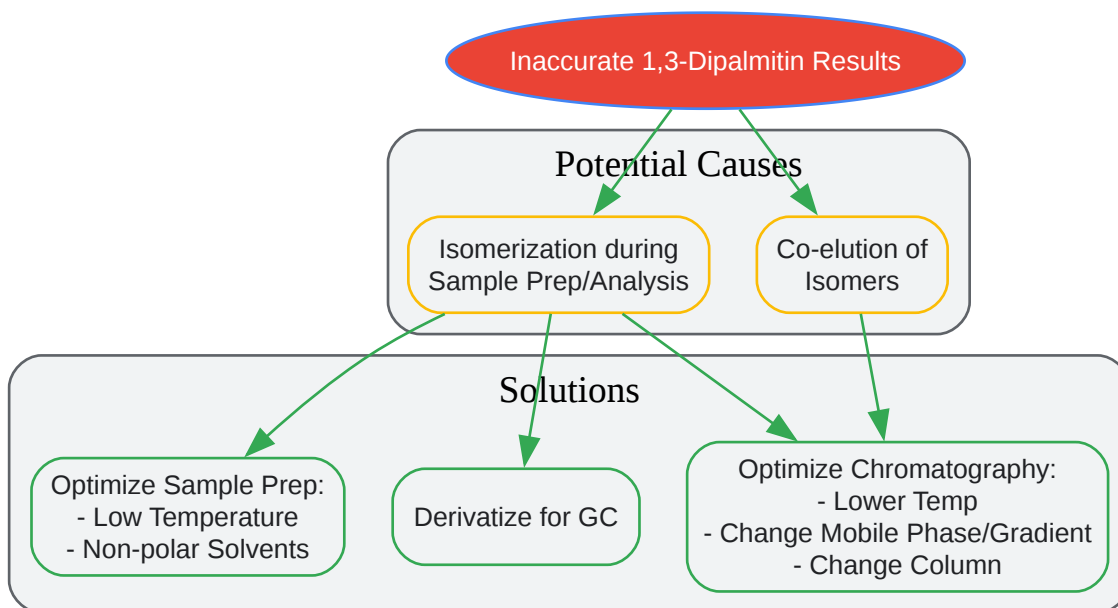 Inaccurate 1,3-Dipalmitin Results
Potential Causes
Isomerization during
Sample Prep/Analysis
Co-elution of
Isomers
Solutions
Optimize Sample Prep:
- Low Temperature
- Non-polar Solvents
Derivatize for GC
Optimize Chromatography:
- Lower Temp
- Change Mobile Phase/Gradient
- Change Column